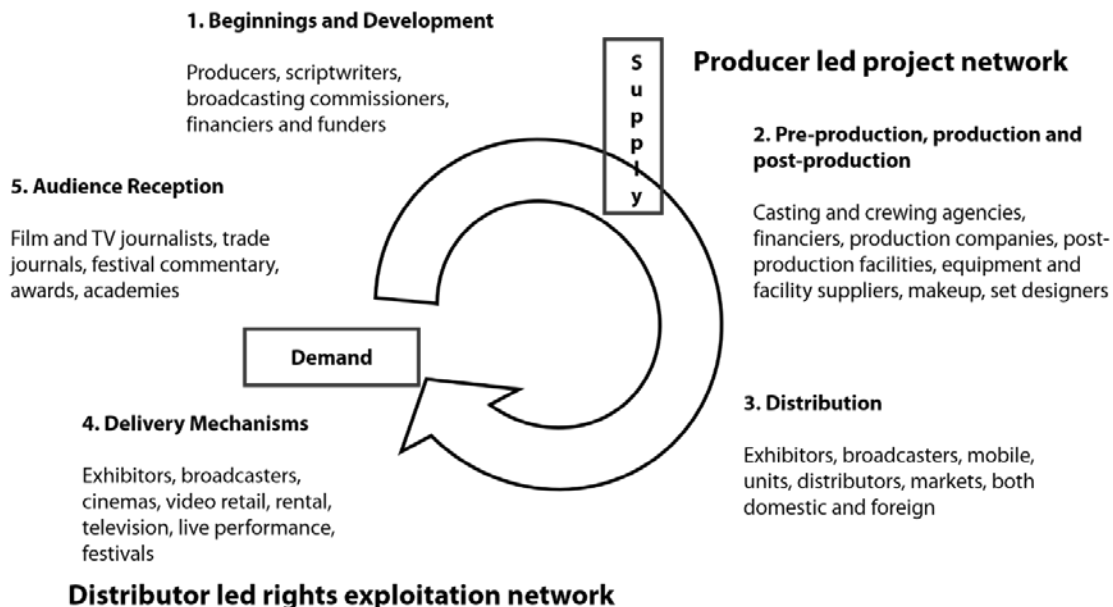 1. Beginnings and Development
Producers, scriptwriters,
broadcasting commissioners,
financiers and funders
Supply
Producer led project network
2. Pre-production, production and
post-production
Casting and crewing agencies,
financiers, production companies, post-
production facilities, equipment and
facility suppliers, makeup, set designers
3. Distribution
Exhibitors, broadcasters, mobile,
units, distributors, markets, both
domestic and foreign
Demand
4. Delivery Mechanisms
Exhibitors, broadcasters,
cinemas, video retail, rental,
television, live performance,
festivals
5. Audience Reception
Film and TV journalists, trade
journals, festival commentary,
awards, academies
Distributor led rights exploitation network